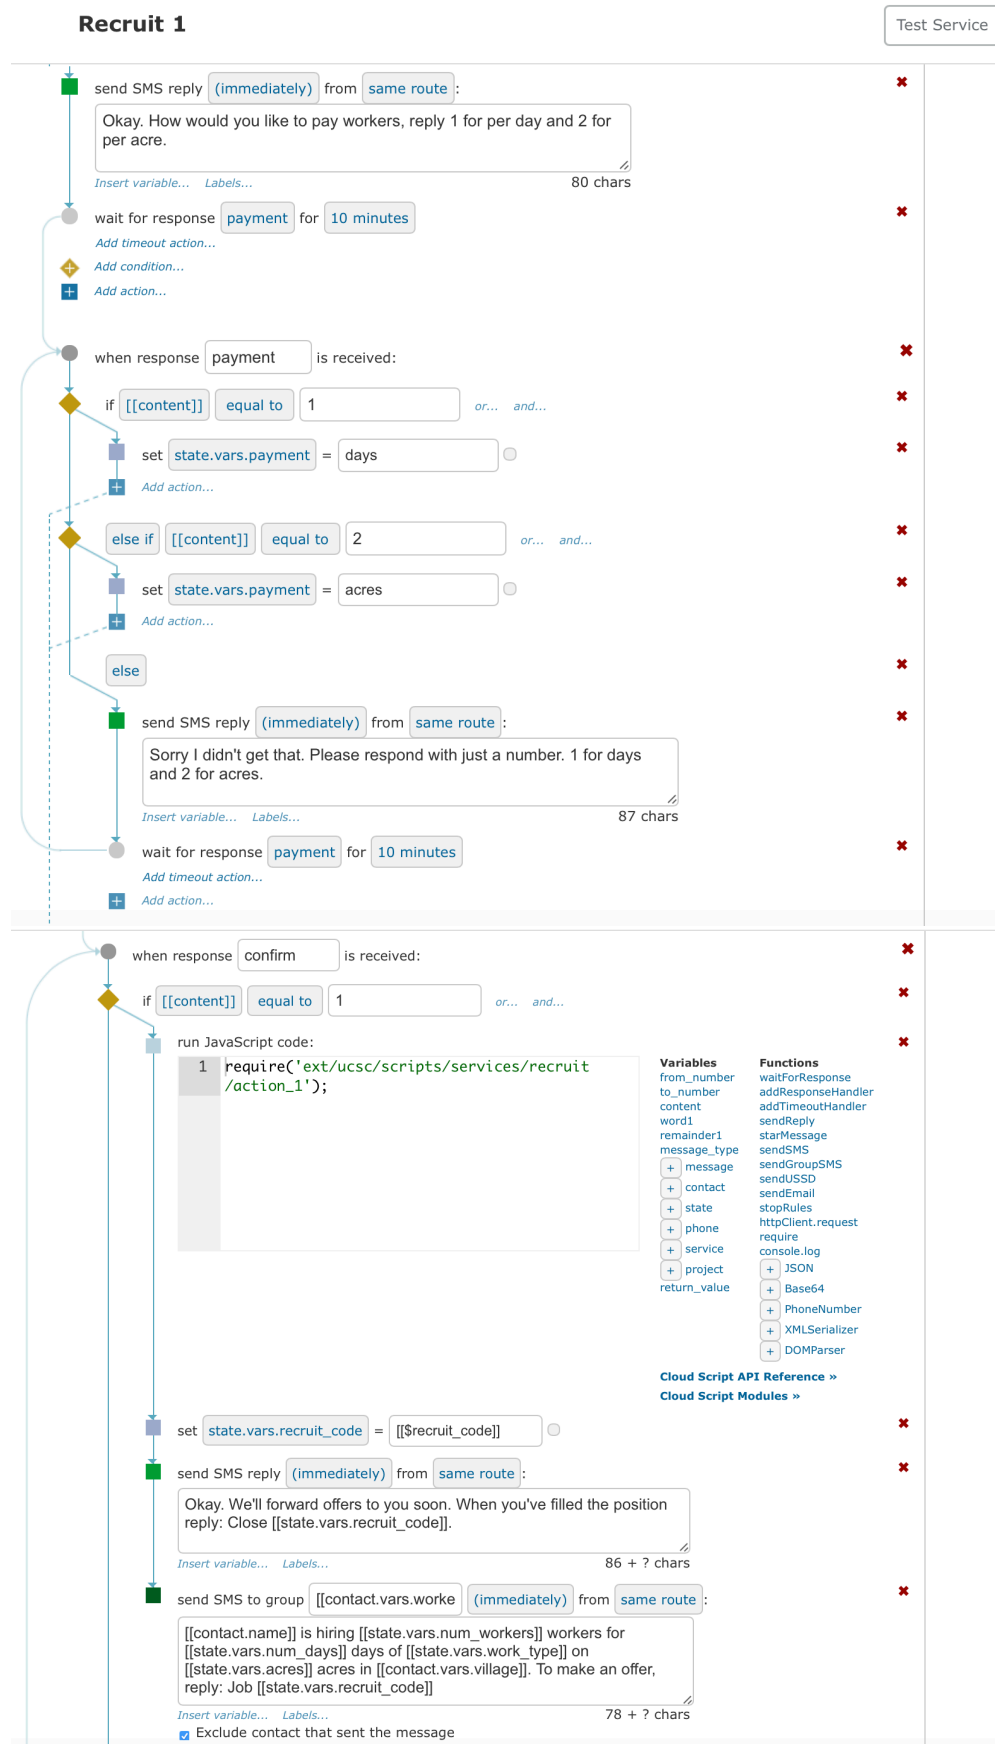 Recruit 1
Test Service
send SMS reply (immediately) from same route :
Okay. How would you like to pay workers, reply 1 for per day and 2 for
per acre.
Insert variable... Labels... 80 chars
wait for response payment for 10 minutes
Add timeout action...
Add condition...
Add action...
when response payment is received:
if [[content]] equal to 1 or... and...
set state.vars.payment = days
Add action...
else if [[content]] equal to 2 or... and...
set state.vars.payment = acres
Add action...
else
send SMS reply (immediately) from same route :
Sorry I didn't get that. Please respond with just a number. 1 for days
and 2 for acres.
Insert variable... Labels... 87 chars
wait for response payment for 10 minutes
Add timeout action...
Add action...
when response confirm is received:
if [[content]] equal to 1 or... and...
run JavaScript code:
1 require('ext/ucsc/scripts/services/recruit
/action_1');
Variables
from_number
to_number
content
word1
remainder1
message_type
+ message
+ contact
+ state
+ phone
+ service
+ project
return_value
Functions
waitForResponse
addResponseHandler
addTimeoutHandler
sendReply
starMessage
sendSMS
sendGroupSMS
sendUSSD
sendEmail
stopRules
httpClient.request
require
console.log
+ JSON
+ Base64
+ PhoneNumber
+ XMLSerializer
+ DOMParser
Cloud Script API Reference »
Cloud Script Modules »
set state.vars.recruit_code = [[$recruit_code]]
send SMS reply (immediately) from same route :
Okay. We'll forward offers to you soon. When you've filled the position
reply: Close [[state.vars.recruit_code]].
Insert variable... Labels... 86 + ? chars
send SMS to group [[contact.vars.worke (immediately) from same route :
[[contact.name]] is hiring [[state.vars.num_workers]] workers for
[[state.vars.num_days]] days of [[state.vars.work_type]] on
[[state.vars.acres]] acres in [[contact.vars.village]]. To make an offer,
reply: Job [[state.vars.recruit_code]]
Insert variable... Labels... 78 + ? chars
Exclude contact that sent the message